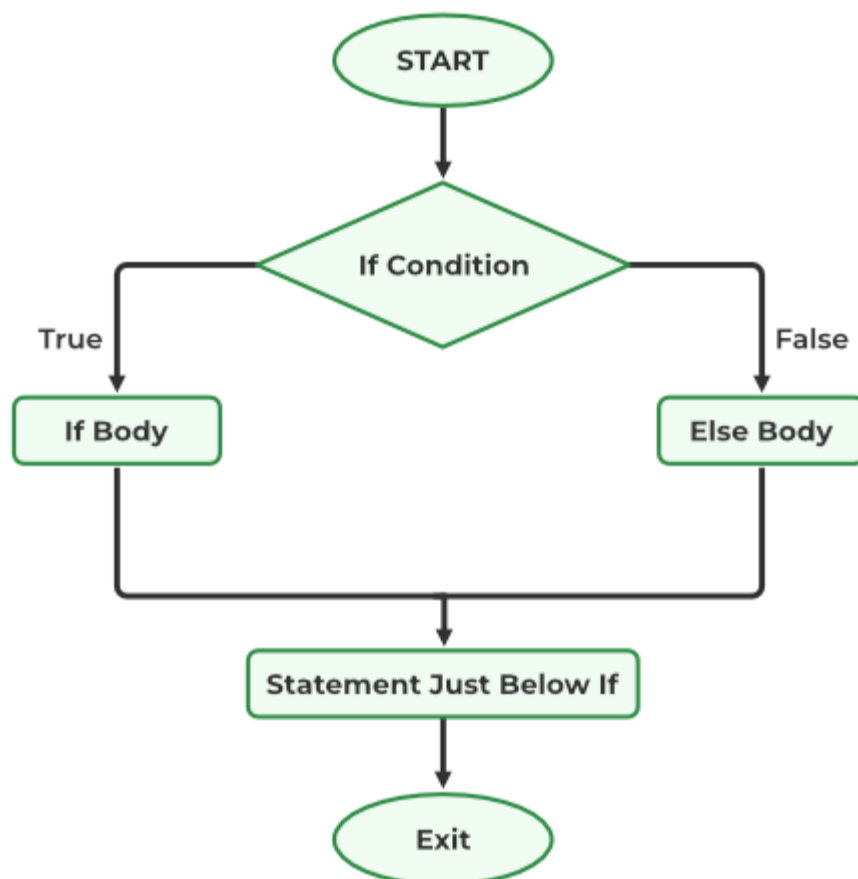 START
If Condition
True
False
If Body
Else Body
Statement Just Below If
Exit